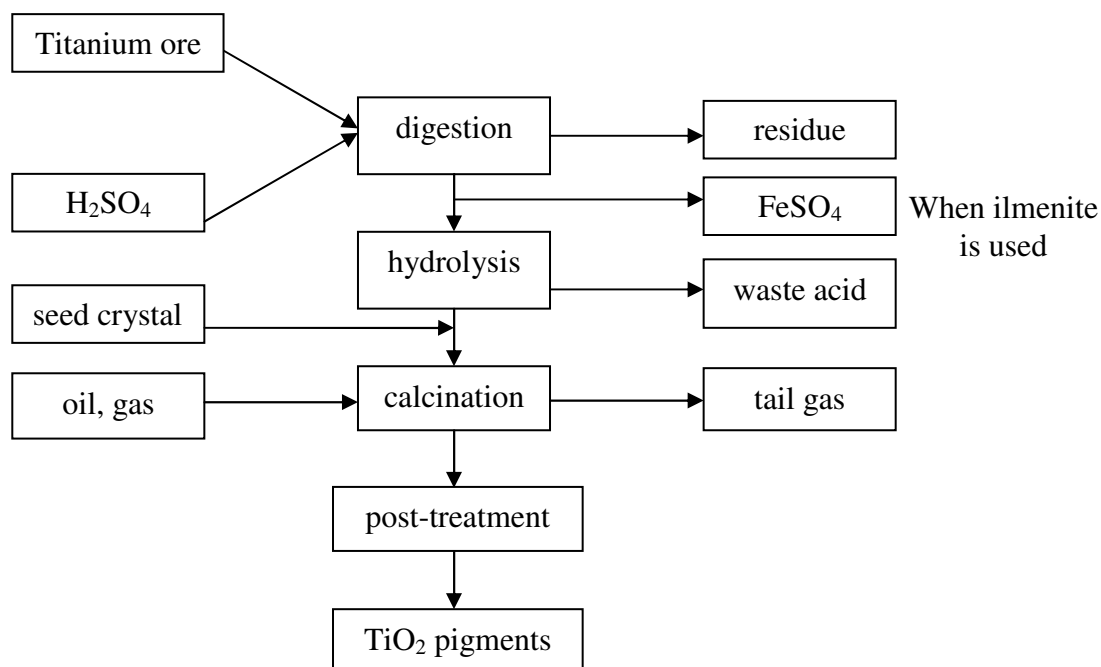 Titanium ore
digestion
residue
H₂SO₄
FeSO₄
When ilmenite
is used
hydrolysis
waste acid
seed crystal
oil, gas
calcination
tail gas
post-treatment
TiO₂ pigments